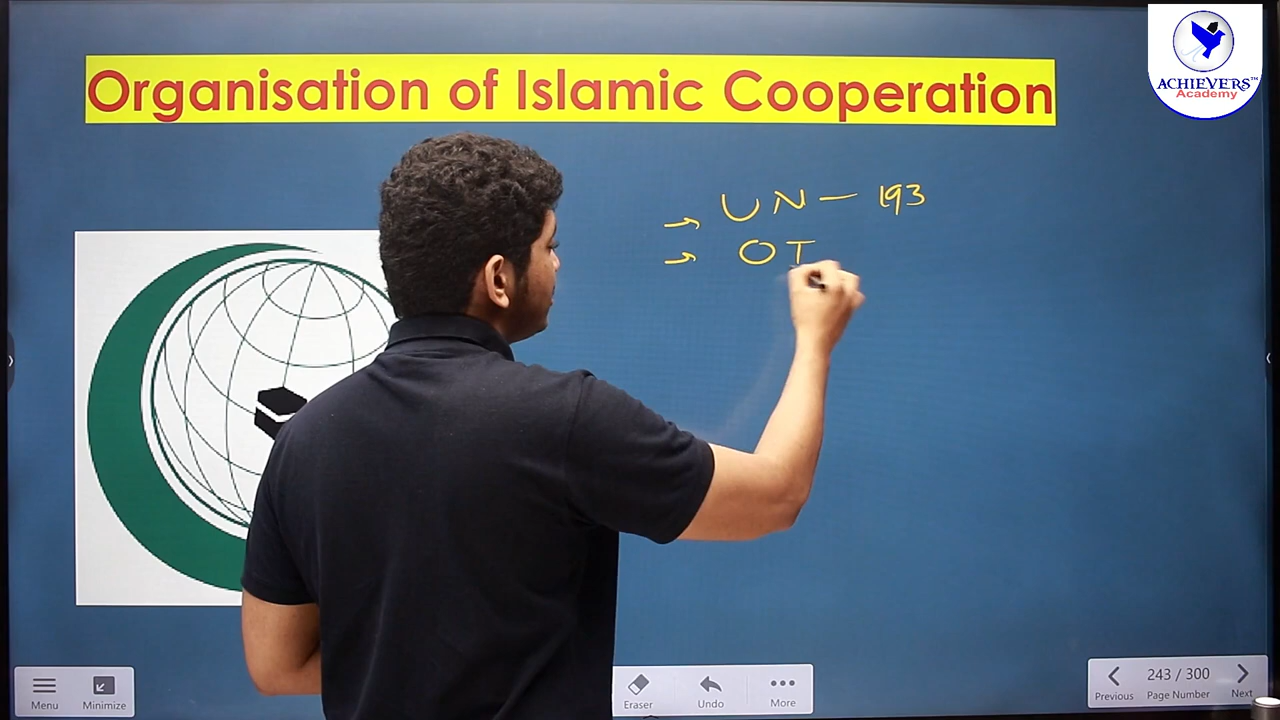 Organisation of Islamic Cooperation
ACHIEVERS™
Academy
→ UN — 193
→ OI
Menu
Minimize
Eraser
Undo
More
Previous
243 / 300
Page Number
Next